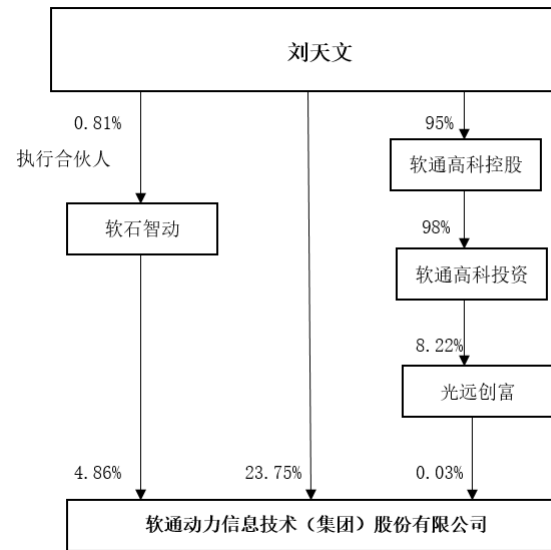 刘天文
0.81%
95%
执行合伙人
软通高科控股
软石智动
98%
软通高科投资
8.22%
光远创富
4.86%
23.75%
0.03%
软通动力信息技术（集团）股份有限公司